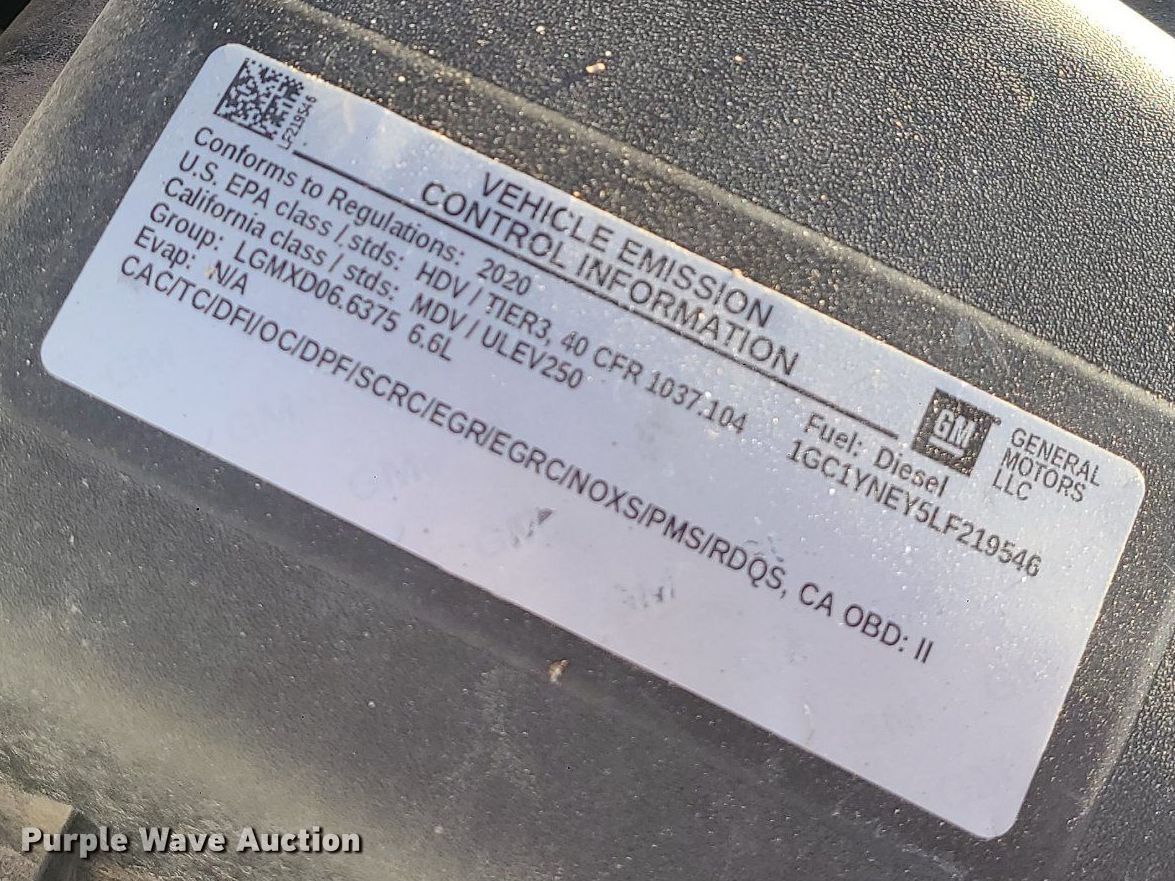 LF219546
VEHICLE EMISSION
CONTROL INFORMATION
GM
GENERAL
MOTORS
LLC
Conforms to Regulations: 2020
Fuel: Diesel
U.S. EPA class / stds: HDV / TIER3, 40 CFR 1037.104
1GC1YNEY5LF219546
California class / stds: MDV / ULEV250
Group: LGMXD06.6375 6.6L
Evap: N/A
CAC/TC/DFI/OC/DPF/SCRC/EGR/EGRC/NOXS/PMS/RDQS, CA OBD: II
Purple Wave Auction